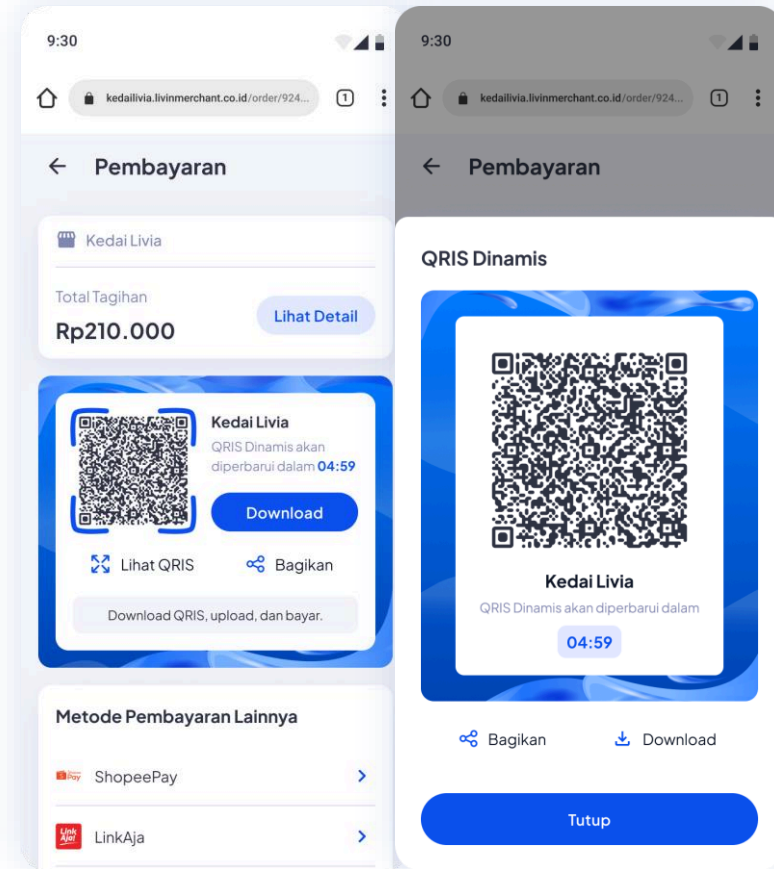 9:30
kedailivia.livinmerchant.co.id/order/924...
1
Pembayaran
Kedai Livia
Total Tagihan
Rp210.000
Lihat Detail
Kedai Livia
QRIS Dinamis akan
diperbarui dalam 04:59
Download
Lihat QRIS
Bagikan
Download QRIS, upload, dan bayar.
Metode Pembayaran Lainnya
Pay
ShopeePay
Link
Aja!
LinkAja
9:30
kedailivia.livinmerchant.co.id/order/924...
1
Pembayaran
QRIS Dinamis
Kedai Livia
QRIS Dinamis akan diperbarui dalam
04:59
Bagikan
Download
Tutup